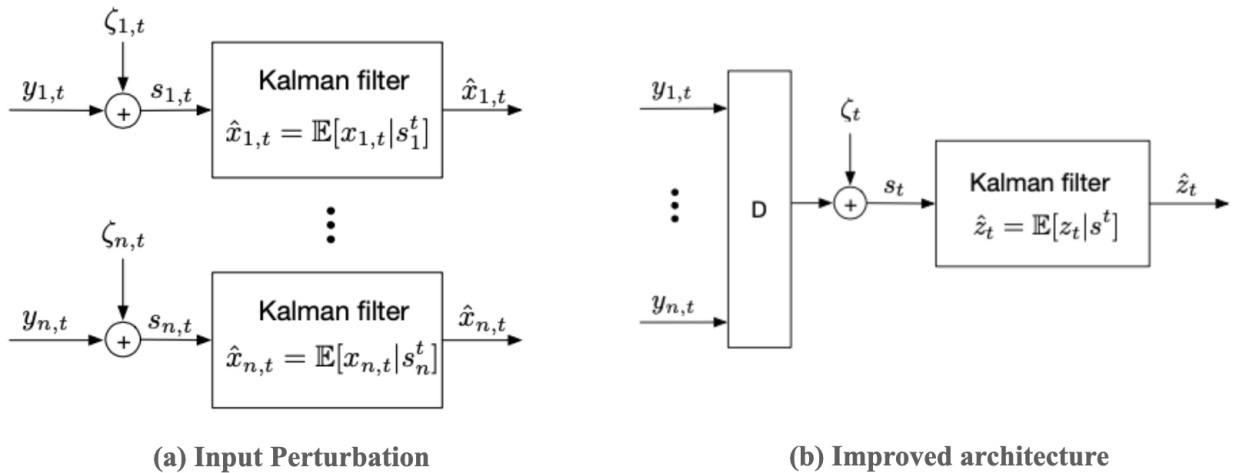 ζ₁,ₜ
y₁,ₜ
+
s₁,ₜ
Kalman filter
x̂₁,ₜ = 𝔼[x₁,ₜ|s₁ᵗ]
x̂₁,ₜ
ζₙ,ₜ
yₙ,ₜ
+
sₙ,ₜ
Kalman filter
x̂ₙ,ₜ = 𝔼[xₙ,ₜ|sₙᵗ]
x̂ₙ,ₜ
(a) Input Perturbation
y₁,ₜ
yₙ,ₜ
D
ζₜ
+
sₜ
Kalman filter
ẑₜ = 𝔼[zₜ|sᵗ]
ẑₜ
(b) Improved architecture